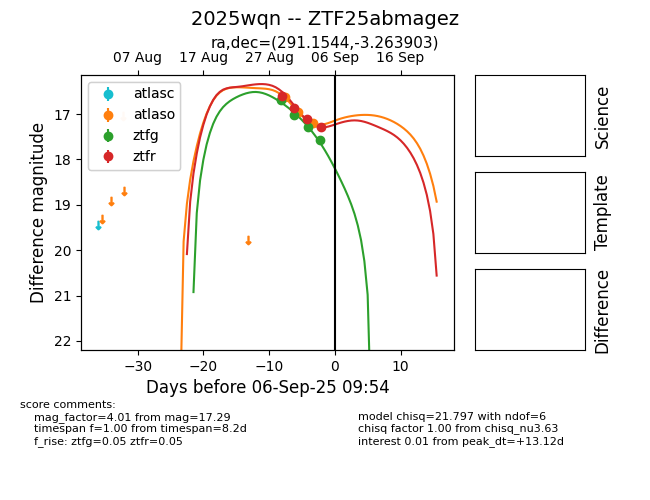 2025wqn -- ZTF25abmagez
ra,dec=(291.1544,-3.263903)
07 Aug 17 Aug 27 Aug 06 Sep 16 Sep
atlasc
atlaso
ztfg
ztfr
17
18
19
20
21
22
Difference magnitude
−30 −20 −10 0 10
Days before 06-Sep-25 09:54
Science
Template
Difference
score comments:
mag_factor=4.01 from mag=17.29
timespan f=1.00 from timespan=8.2d
f_rise: ztfg=0.05 ztfr=0.05
model chisq=21.797 with ndof=6
chisq factor 1.00 from chisq_nu3.63
interest 0.01 from peak_dt=+13.12d